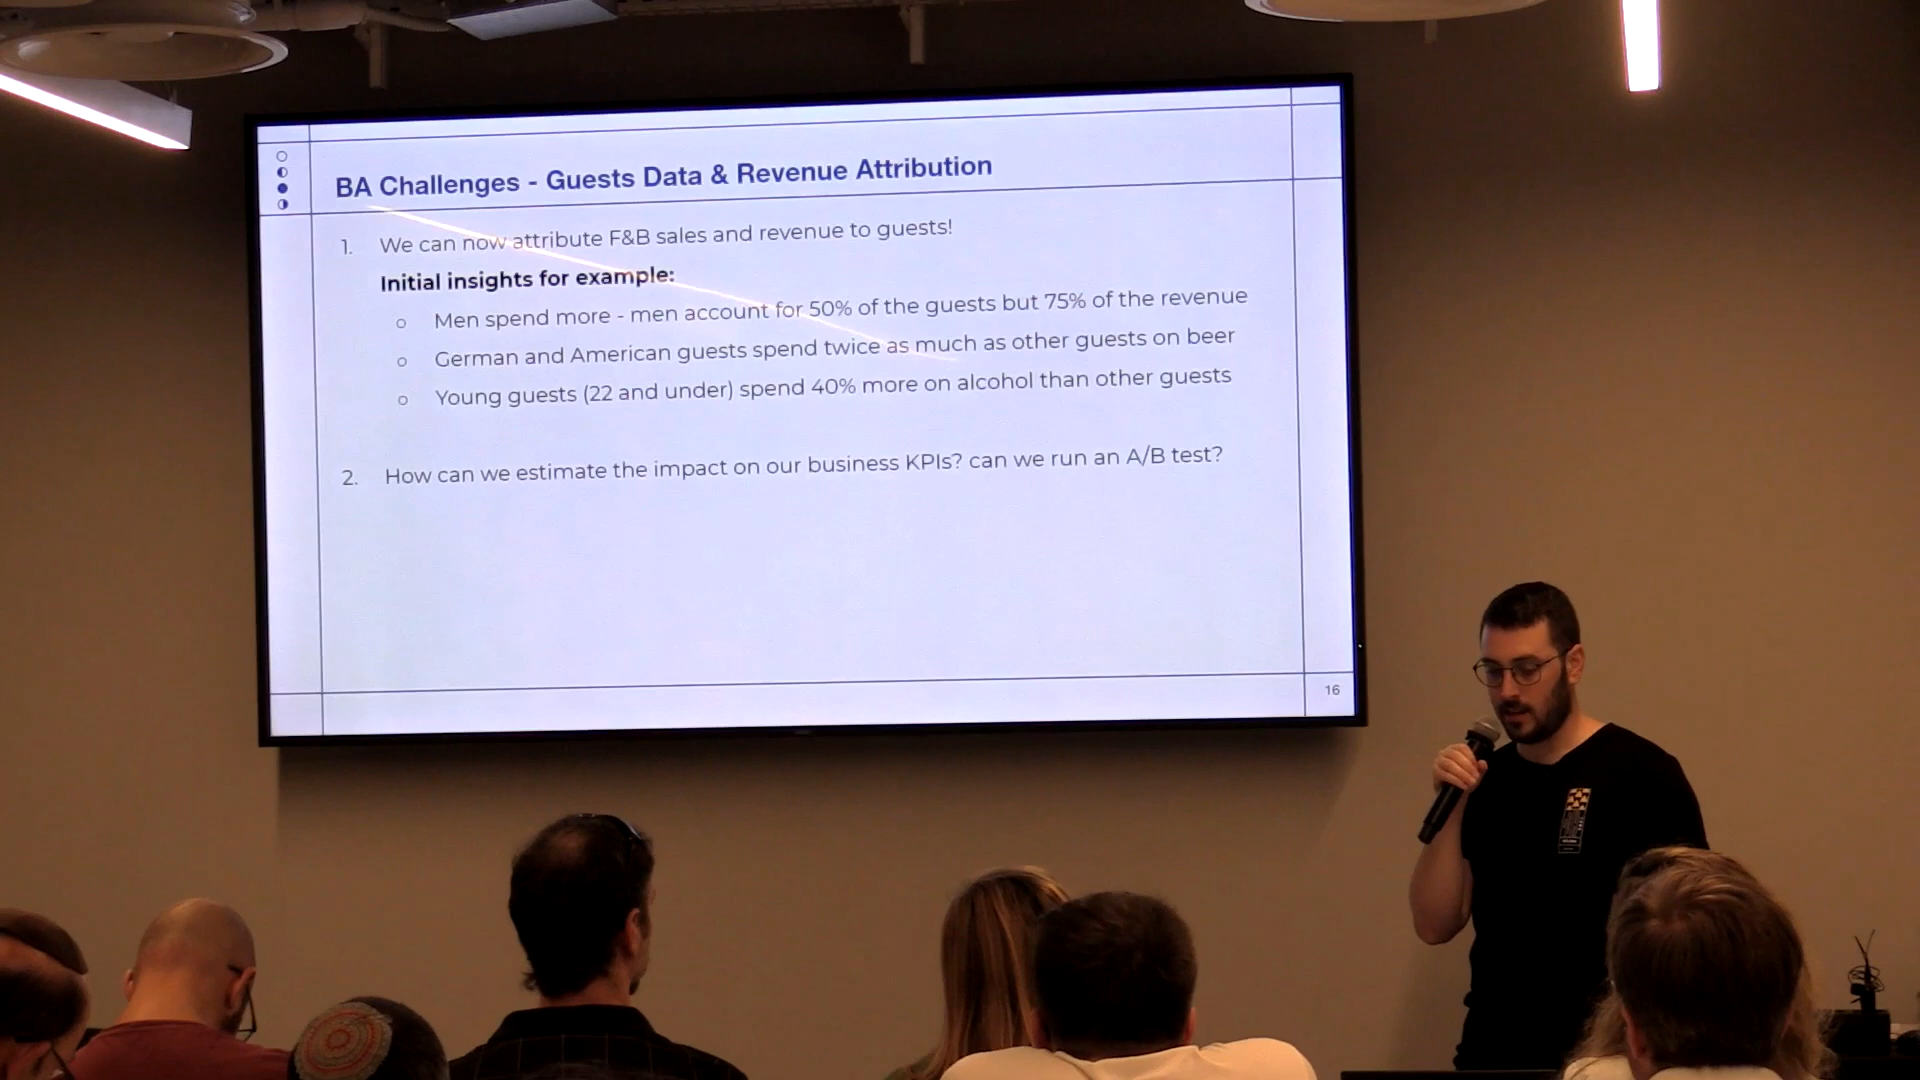 BA Challenges - Guests Data & Revenue Attribution
1. We can now attribute F&B sales and revenue to guests!
Initial insights for example:
○ Men spend more - men account for 50% of the guests but 75% of the revenue
○ German and American guests spend twice as much as other guests on beer
○ Young guests (22 and under) spend 40% more on alcohol than other guests
2. How can we estimate the impact on our business KPIs? can we run an A/B test?
16